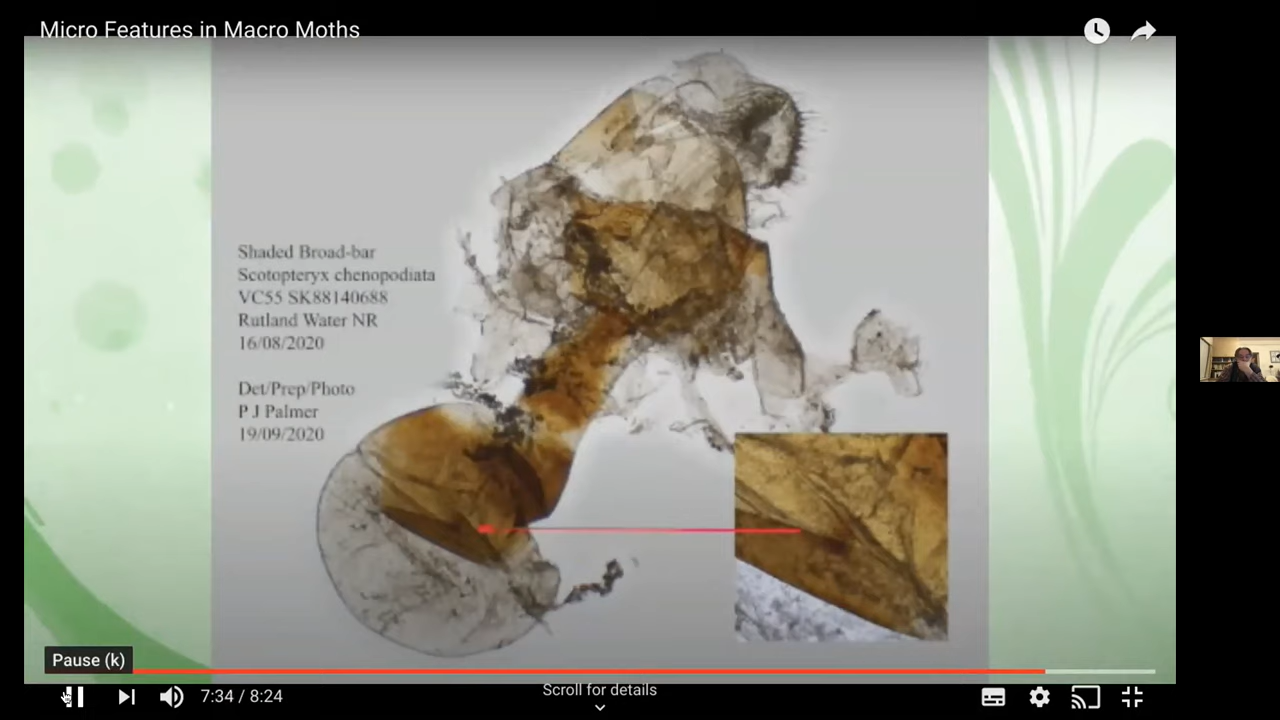 Micro Features in Macro Moths
Shaded Broad-bar
Scotopteryx chenopodiata
VC55 SK88140688
Rutland Water NR
16/08/2020
Det/Prep/Photo
P J Palmer
19/09/2020
Pause (k)
7:34 / 8:24
Scroll for details